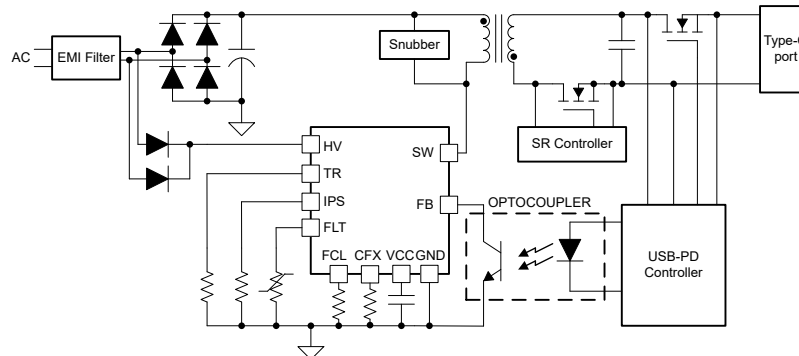 AC
EMI Filter
Snubber
Type-C
port
SR Controller
HV
SW
TR
IPS
FB
OPTOCOUPLER
FLT
FCL CFX VCC GND
USB-PD
Controller